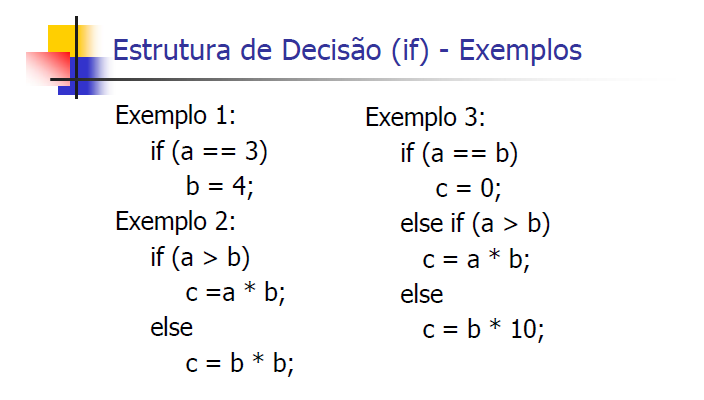 Estrutura de Decisão (if) - Exemplos
Exemplo 1:
if (a == 3)
b = 4;
Exemplo 2:
if (a > b)
c =a * b;
else
c = b * b;
Exemplo 3:
if (a == b)
c = 0;
else if (a > b)
c = a * b;
else
c = b * 10;